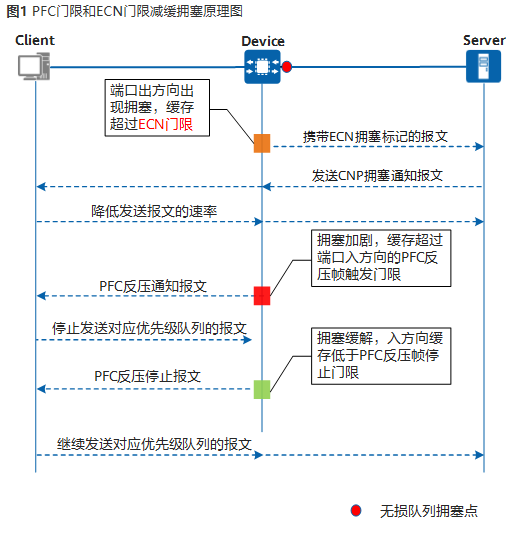 图1 PFC门限和ECN门限减缓拥塞原理图
Client
Device
Server
端口出方向出
现拥塞，缓存
超过ECN门限
携带ECN拥塞标记的报文
发送CNP拥塞通知报文
降低发送报文的速率
拥塞加剧，缓存超过
端口入方向的PFC反
压帧触发门限
PFC反压通知报文
停止发送对应优先级队列的报文
拥塞缓解，入方向缓
存低于PFC反压帧停
止门限
PFC反压停止报文
继续发送对应优先级队列的报文
无损队列拥塞点